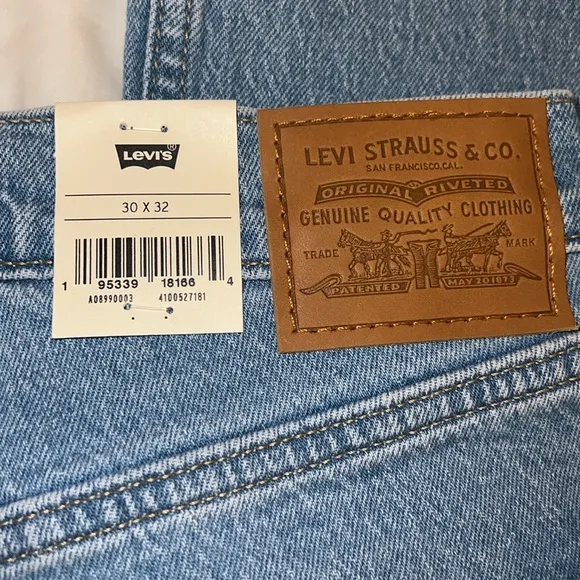 LEVI'S®
30 X 32
1 95339 18166 4
A08990003 4100527181
LEVI STRAUSS & CO.
SAN FRANCISCO, CAL.
ORIGINAL RIVETED
GENUINE QUALITY CLOTHING
TRADE MARK
PATENTED MAY 20 1873